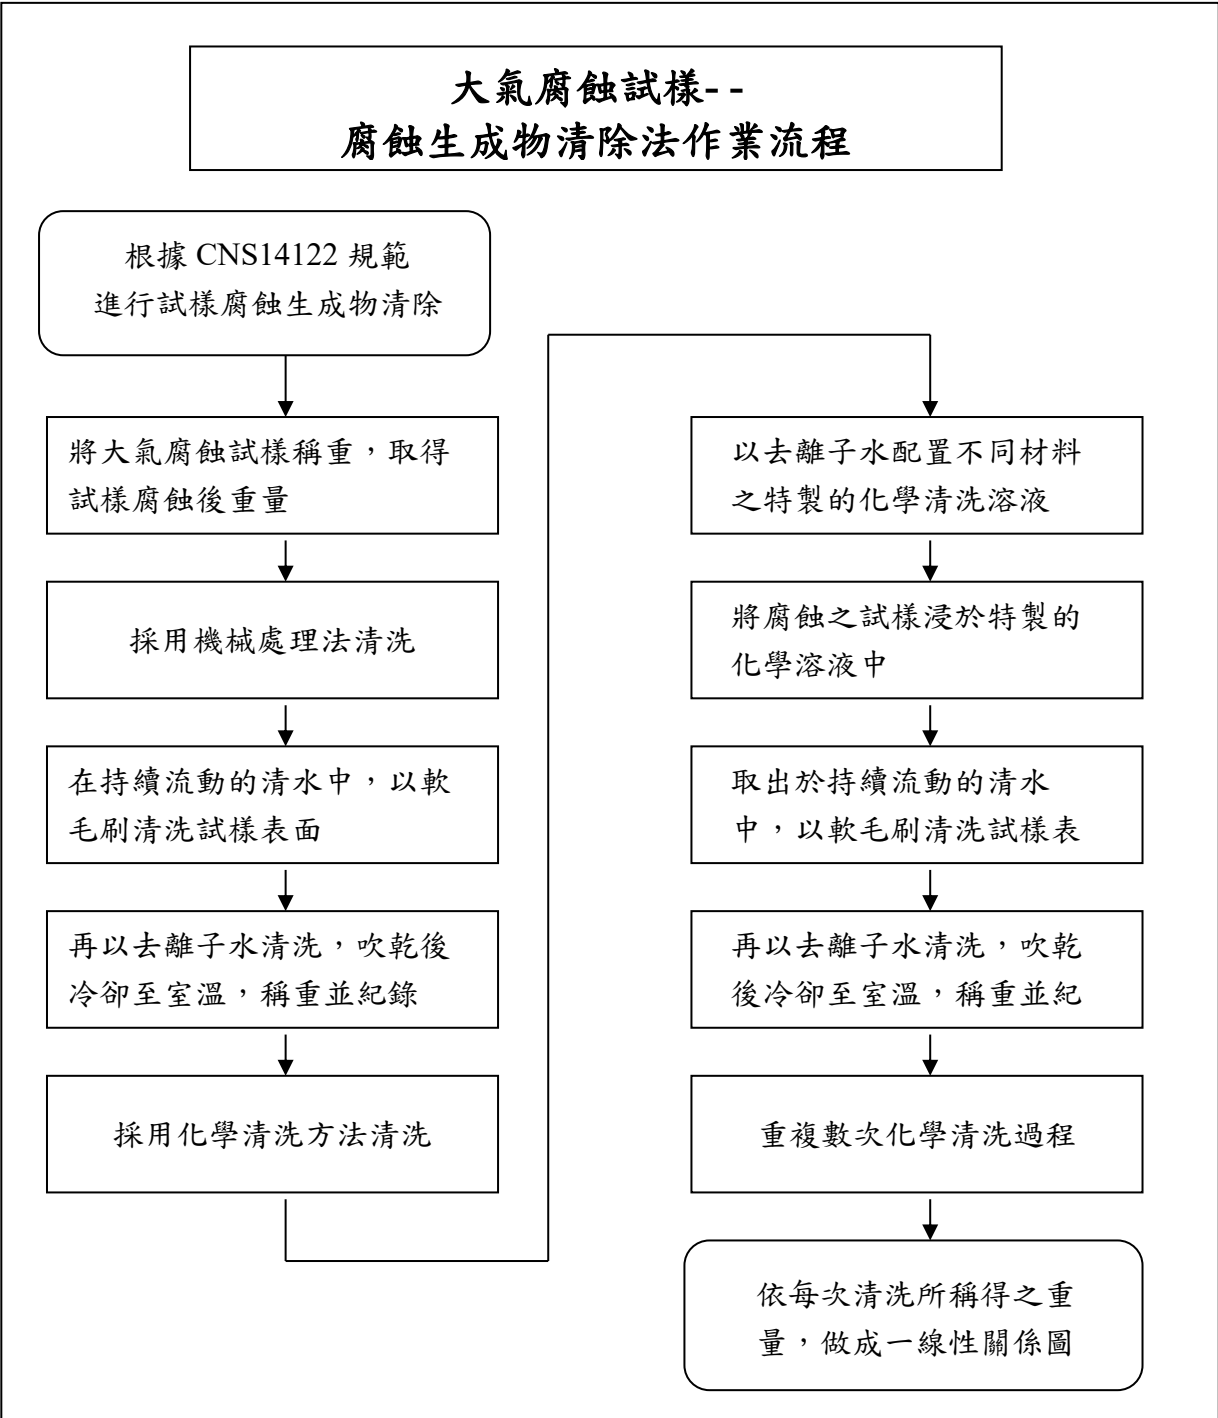 大氣腐蝕試樣- -
腐蝕生成物清除法作業流程
根據 CNS14122 規範
進行試樣腐蝕生成物清除
將大氣腐蝕試樣稱重，取得
試樣腐蝕後重量
採用機械處理法清洗
在持續流動的清水中，以軟
毛刷清洗試樣表面
再以去離子水清洗，吹乾後
冷卻至室溫，稱重並紀錄
採用化學清洗方法清洗
以去離子水配置不同材料
之特製的化學清洗溶液
將腐蝕之試樣浸於特製的
化學溶液中
取出於持續流動的清水
中，以軟毛刷清洗試樣表
再以去離子水清洗，吹乾
後冷卻至室溫，稱重並紀
重複數次化學清洗過程
依每次清洗所稱得之重
量，做成一線性關係圖